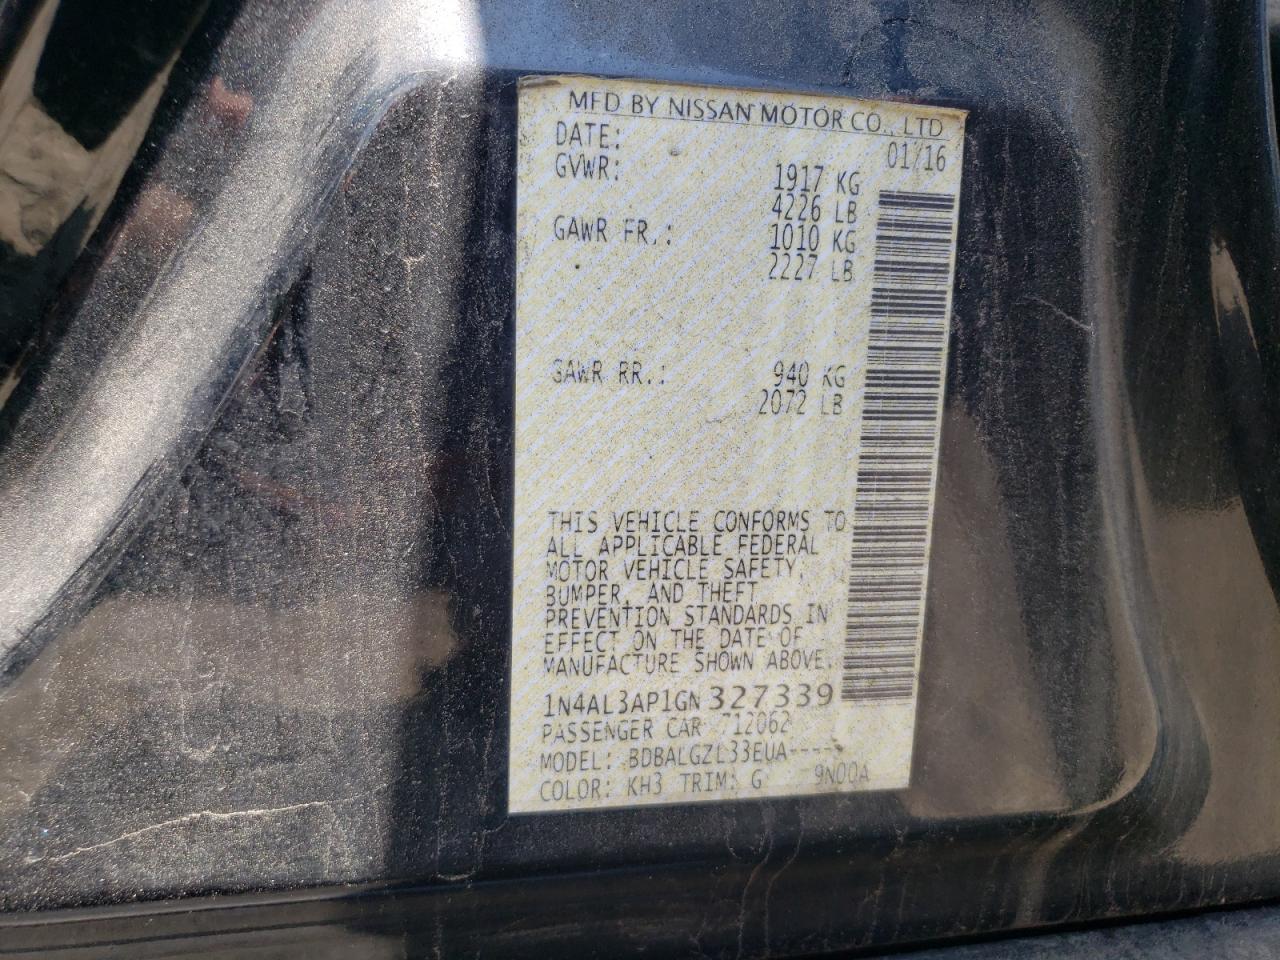 MFD BY NISSAN MOTOR CO., LTD
DATE: 01/16
GVWR: 1917 KG
4226 LB
GAWR FR.: 1010 KG
2227 LB
GAWR RR.: 940 KG
2072 LB
THIS VEHICLE CONFORMS TO
ALL APPLICABLE FEDERAL
MOTOR VEHICLE SAFETY,
BUMPER, AND THEFT
PREVENTION STANDARDS IN
EFFECT ON THE DATE OF
MANUFACTURE SHOWN ABOVE.
1N4AL3AP1GN327339
PASSENGER CAR 712062
MODEL: BDBALGZL33EUA-----
COLOR: KH3 TRIM: G 9N00A